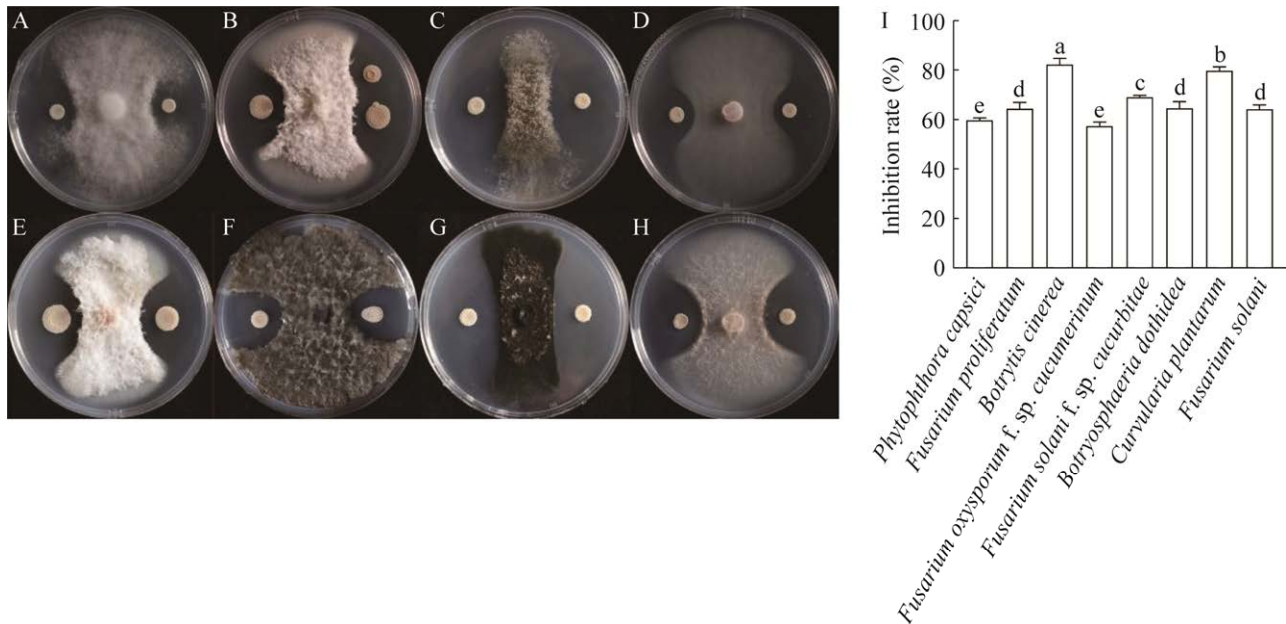 A
B
C
D
E
F
G
H
I
Inhibition rate (%)
100
80
60
40
20
0
e
d
a
e
c
d
b
d
Phytophthora capsici
Fusarium proliferatum
Botrytis cinerea
Fusarium oxysporum f. sp. cucumerinum
Fusarium solani f. sp. cucurbitae
Botryosphaeria dothidea
Curvularia plantarum
Fusarium solani